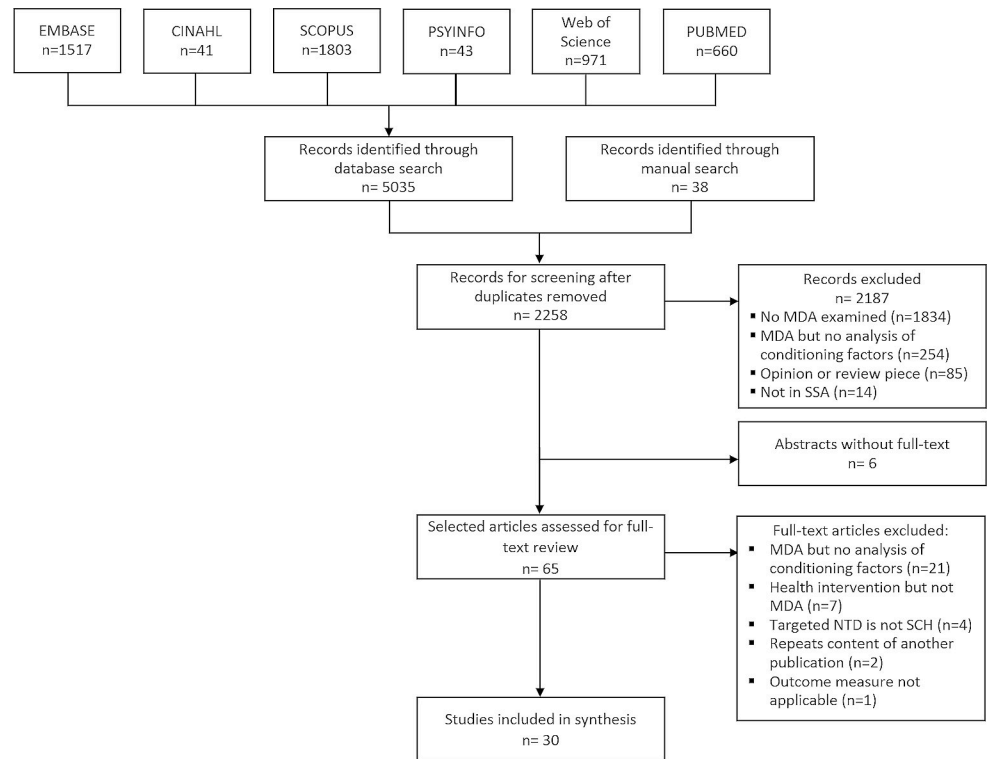 EMBASE
n=1517
CINAHL
n=41
SCOPUS
n=1803
PSYINFO
n=43
Web of
Science
n=971
PUBMED
n=660
Records identified through
database search
n= 5035
Records identified through
manual search
n= 38
Records for screening after
duplicates removed
n= 2258
Records excluded
n= 2187
▪ No MDA examined (n=1834)
▪ MDA but no analysis of
conditioning factors (n=254)
▪ Opinion or review piece (n=85)
▪ Not in SSA (n=14)
Abstracts without full-text
n= 6
Selected articles assessed for full-
text review
n= 65
Full-text articles excluded:
▪ MDA but no analysis of
conditioning factors (n=21)
▪ Health intervention but not
MDA (n=7)
▪ Targeted NTD is not SCH (n=4)
▪ Repeats content of another
publication (n=2)
▪ Outcome measure not
applicable (n=1)
Studies included in synthesis
n= 30